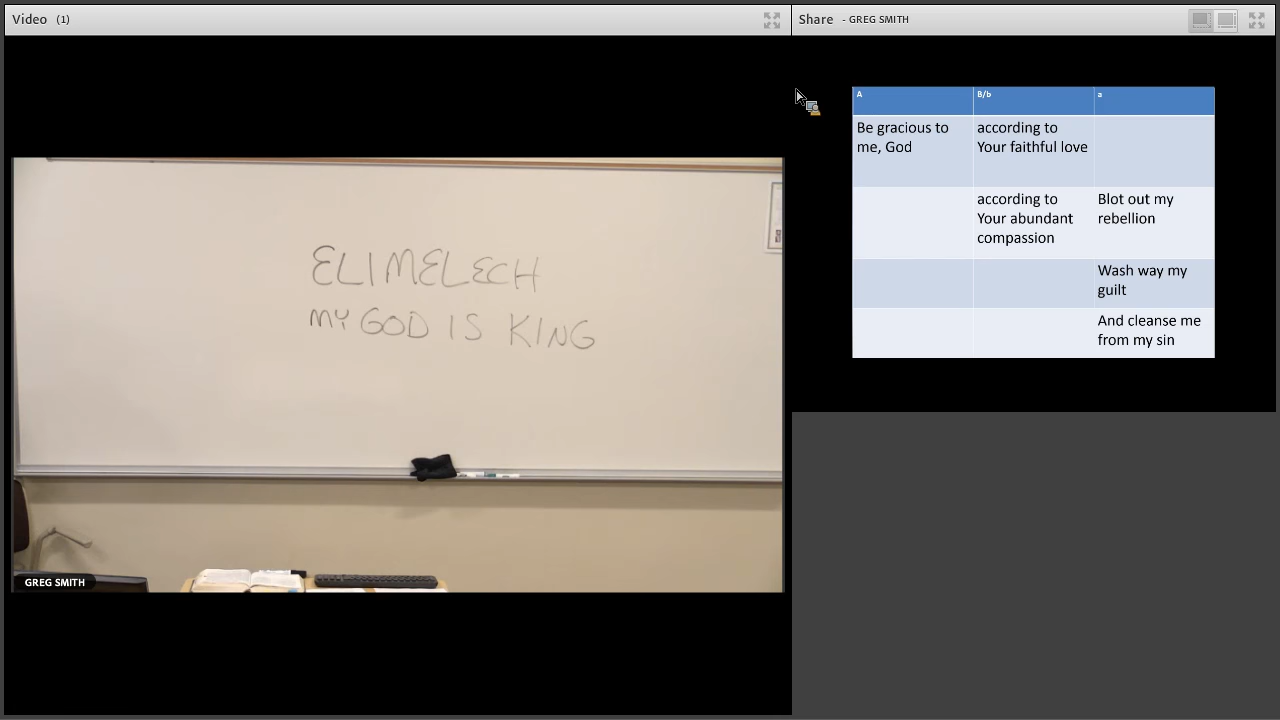 Video (1)
Share - GREG SMITH
ELIMELECH
MY GOD IS KING
GREG SMITH
A
B/b
a
Be gracious to
me, God
according to
Your faithful love
according to
Your abundant
compassion
Blot out my
rebellion
Wash way my
guilt
And cleanse me
from my sin